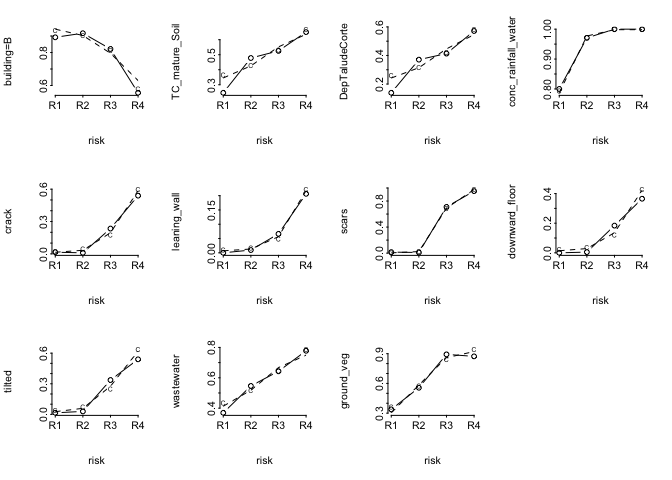 building=B
0.6 0.8
R1 R2 R3 R4
risk
TC_mature_Soil
0.3 0.5
R1 R2 R3 R4
risk
DepTaludeCorte
0.2 0.4 0.6
R1 R2 R3 R4
risk
conc_rainfall_water
0.80 0.90 1.00
R1 R2 R3 R4
risk
crack
0.0 0.3 0.6
R1 R2 R3 R4
risk
leaning_wall
0.00 0.15
R1 R2 R3 R4
risk
scars
0.0 0.4 0.8
R1 R2 R3 R4
risk
downward_floor
0.0 0.2 0.4
R1 R2 R3 R4
risk
tilted
0.0 0.3 0.6
R1 R2 R3 R4
risk
wastewater
0.4 0.6 0.8
R1 R2 R3 R4
risk
ground_veg
0.3 0.6 0.9
R1 R2 R3 R4
risk